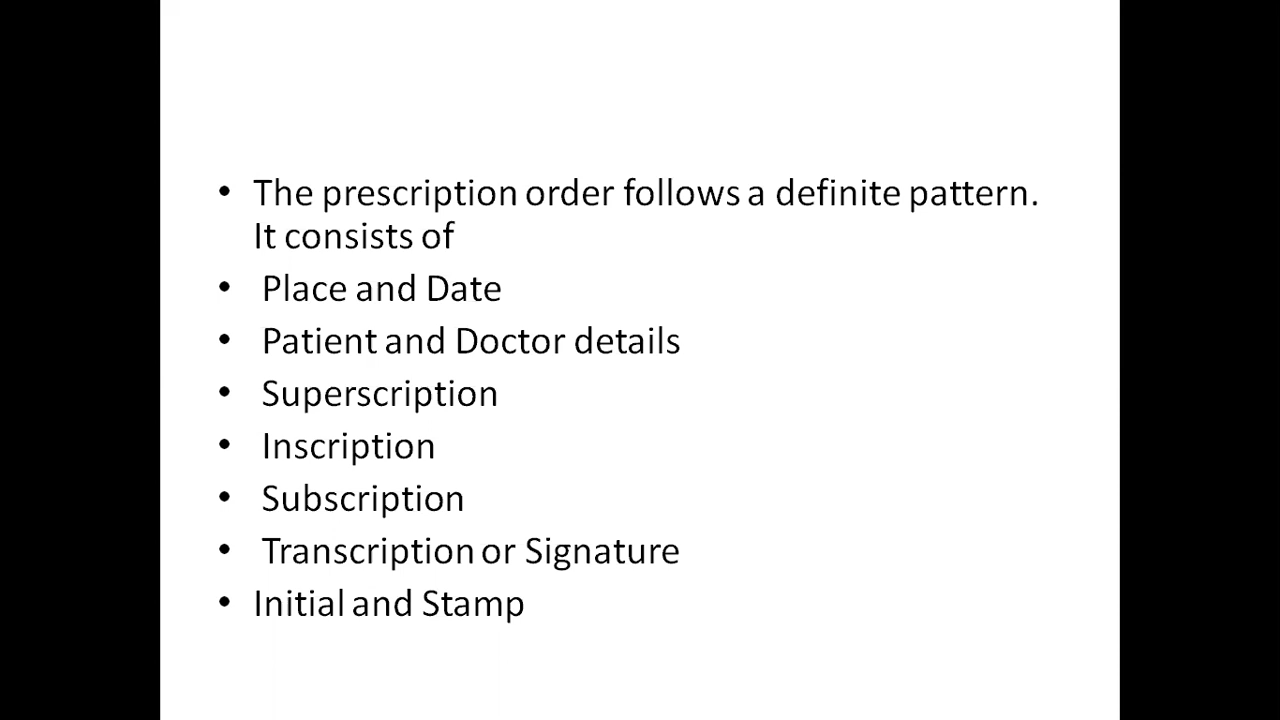 • The prescription order follows a definite pattern.
It consists of
• Place and Date
• Patient and Doctor details
• Superscription
• Inscription
• Subscription
• Transcription or Signature
• Initial and Stamp